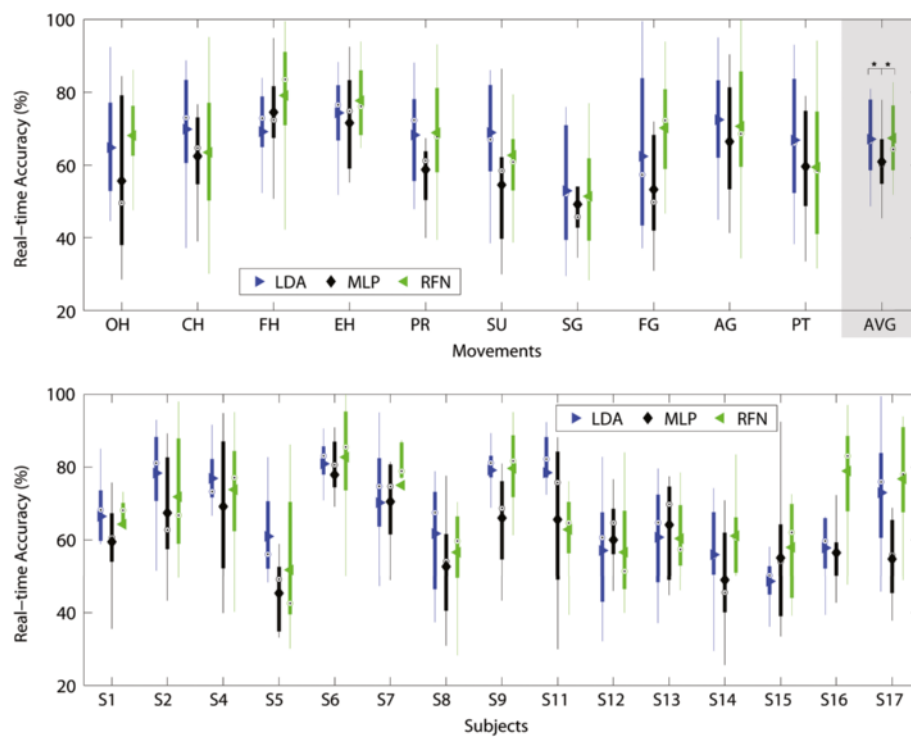 Real-time Accuracy (%)
100
80
60
40
20
* *
LDA MLP RFN
OH CH FH EH PR SU SG FG AG PT AVG
Movements
Real-time Accuracy (%)
100
80
60
40
20
LDA MLP RFN
S1 S2 S4 S5 S6 S7 S8 S9 S11 S12 S13 S14 S15 S16 S17
Subjects